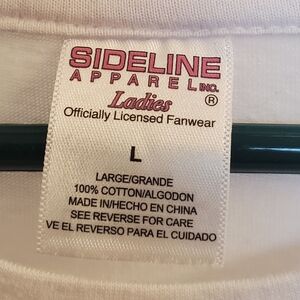 SIDELINE
APPAREL INC.
Ladies ®
Officially Licensed Fanwear
L
LARGE/GRANDE
100% COTTON/ALGODON
MADE IN/HECHO EN CHINA
SEE REVERSE FOR CARE
VE EL REVERSO PARA EL CUIDADO